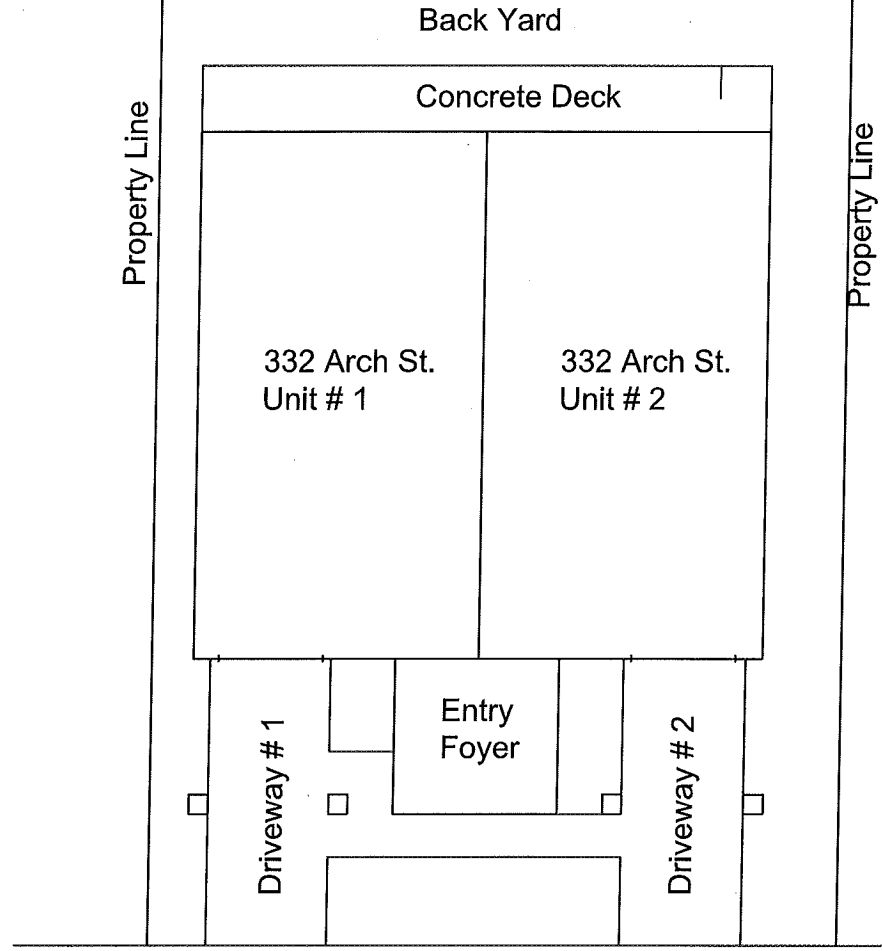 Back Yard
Concrete Deck
Property Line
Property Line
332 Arch St.
Unit # 1
332 Arch St.
Unit # 2
Entry
Foyer
Driveway # 1
Driveway # 2